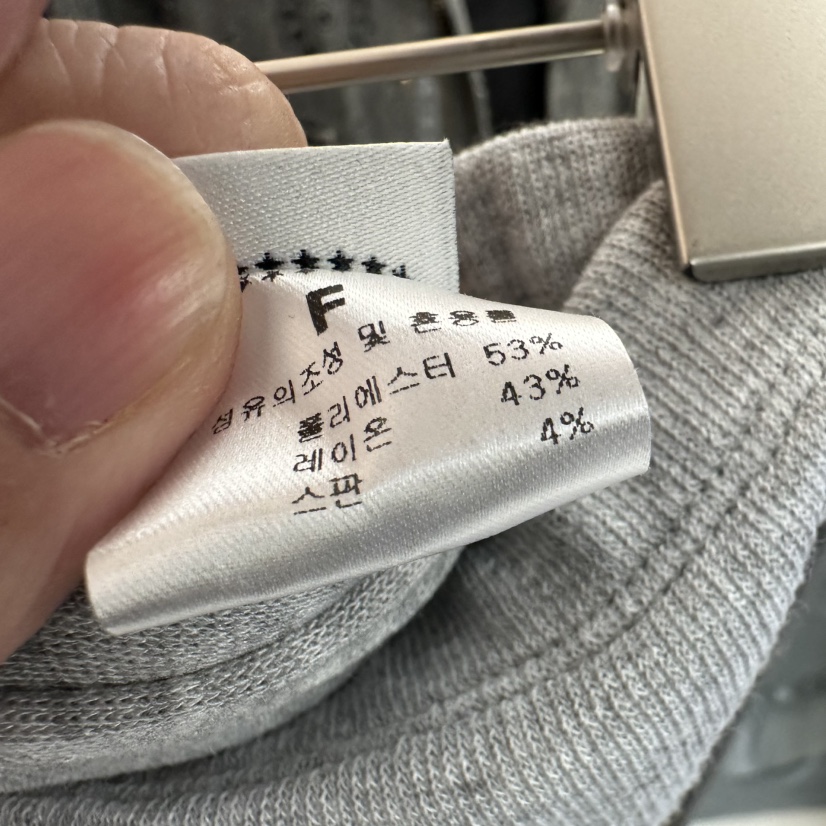 F
섬유의조성 및 혼용률
폴리에스터 53%
레이온 43%
스판 4%